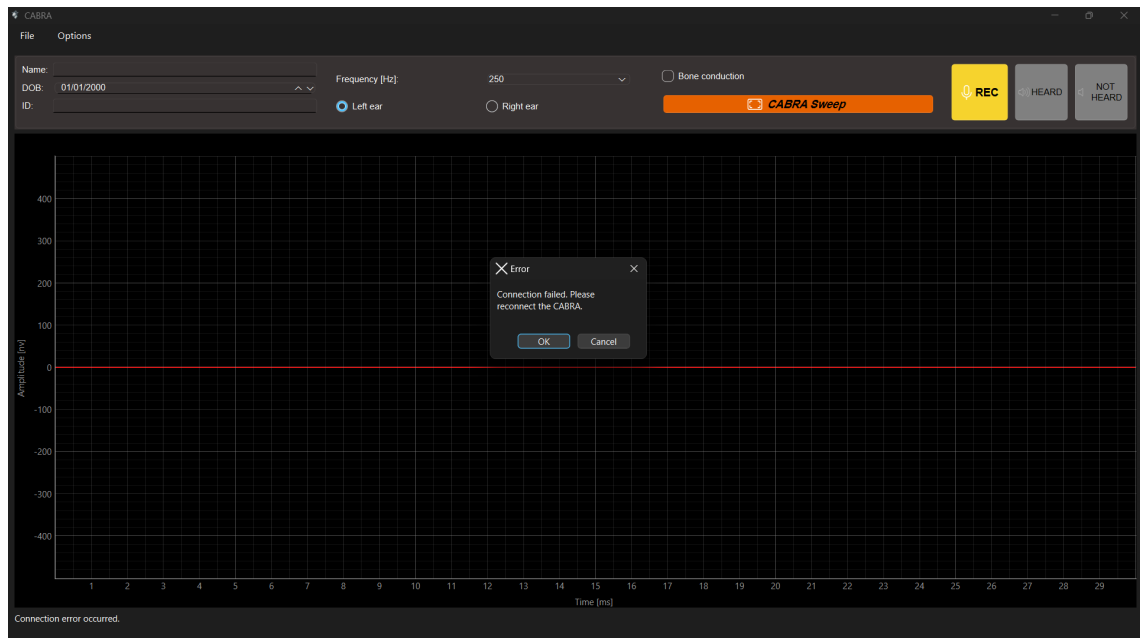 CABRA
File Options
Name:
DOB: 01/01/2000
ID:
Frequency [Hz]: 250
Left ear Right ear
Bone conduction
CABRA Sweep
REC
HEARD
NOT
HEARD
400
300
200
100
0
-100
-200
-300
-400
Amplitude [nv]
Error
Connection failed. Please
reconnect the CABRA.
OK Cancel
1 2 3 4 5 6 7 8 9 10 11 12 13 14 15 16 17 18 19 20 21 22 23 24 25 26 27 28 29
Time [ms]
Connection error occurred.